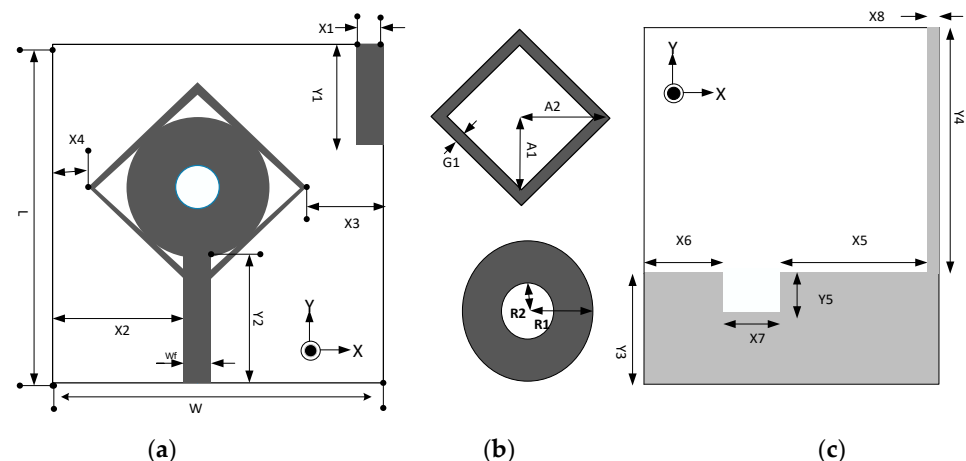 X1
Y1
X4
L
X3
X2
Y2
Wf
Y
X
W
(a)
A2
A1
G1
R2
R1
(b)
X8
Y
X
Y4
X6
X5
Y5
X7
Y3
(c)